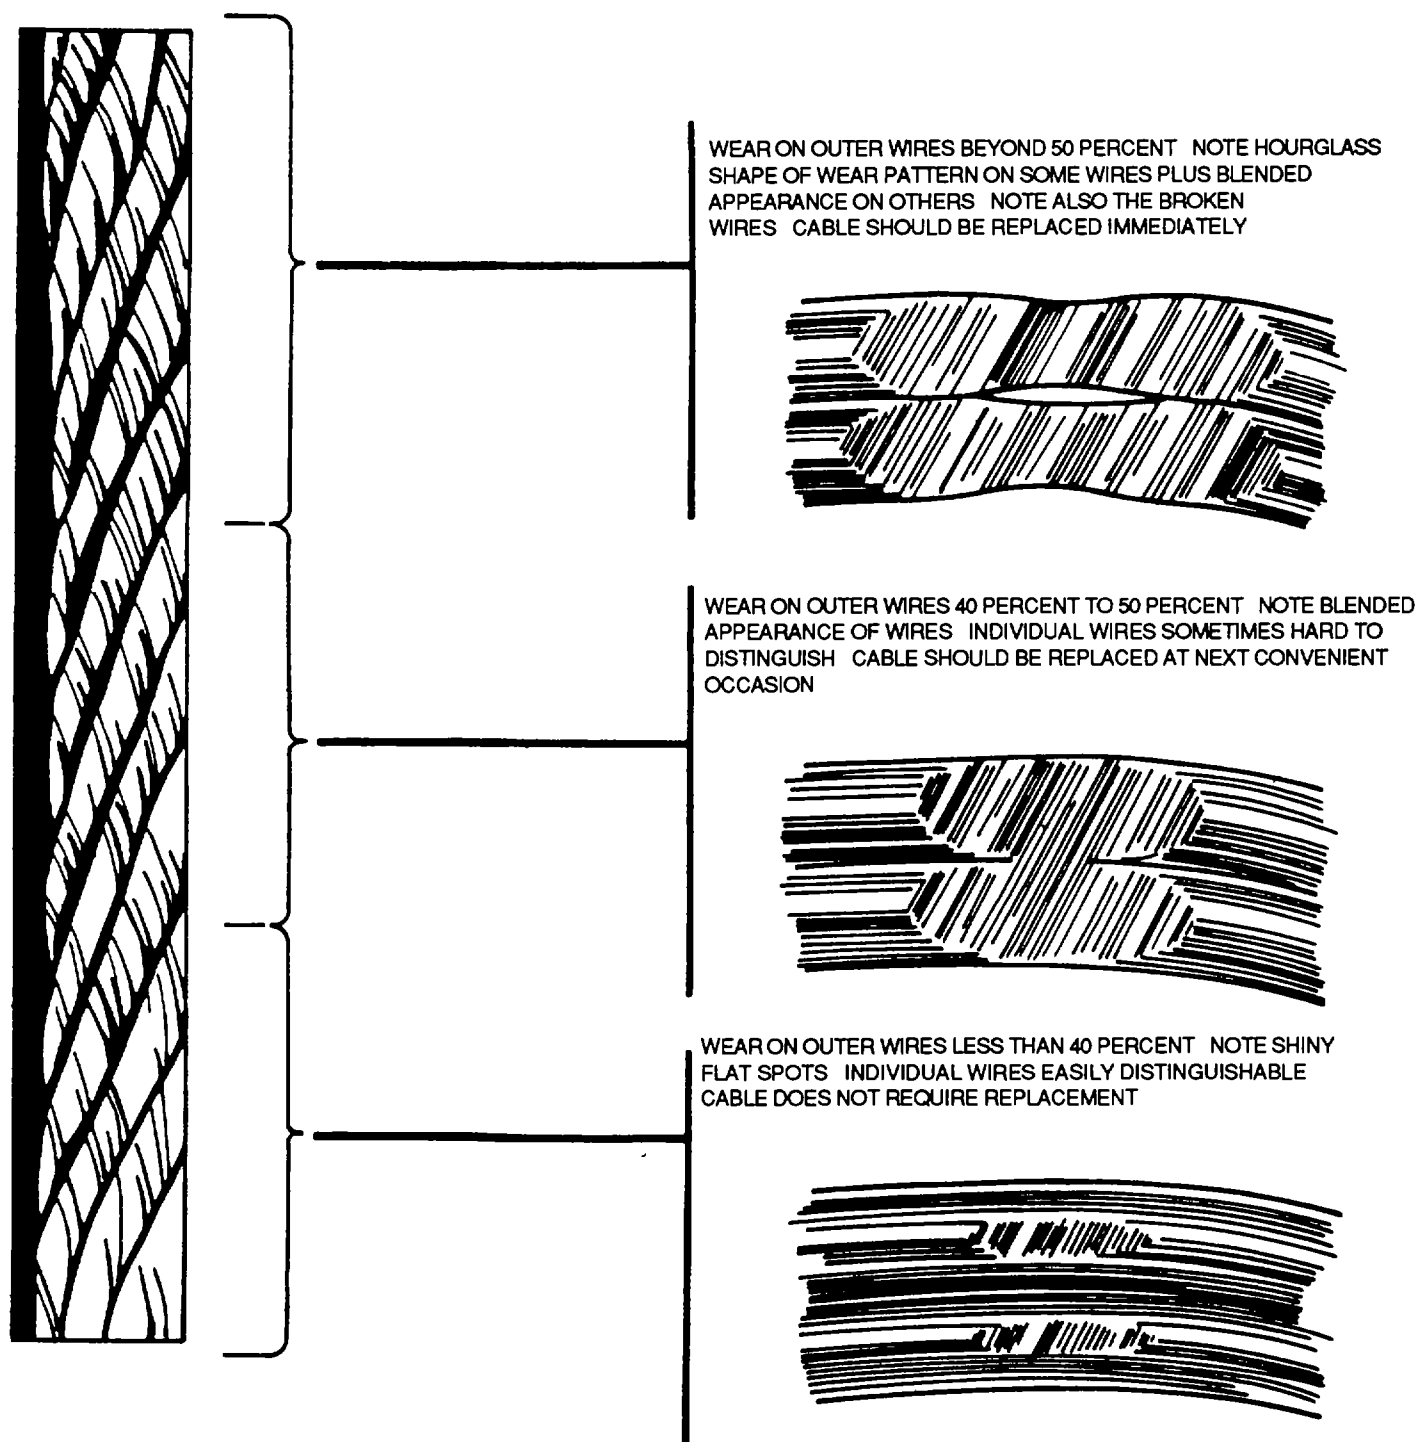 WEAR ON OUTER WIRES BEYOND 50 PERCENT NOTE HOURGLASS
SHAPE OF WEAR PATTERN ON SOME WIRES PLUS BLENDED
APPEARANCE ON OTHERS NOTE ALSO THE BROKEN
WIRES CABLE SHOULD BE REPLACED IMMEDIATELY
WEAR ON OUTER WIRES 40 PERCENT TO 50 PERCENT NOTE BLENDED
APPEARANCE OF WIRES INDIVIDUAL WIRES SOMETIMES HARD TO
DISTINGUISH CABLE SHOULD BE REPLACED AT NEXT CONVENIENT
OCCASION
WEAR ON OUTER WIRES LESS THAN 40 PERCENT NOTE SHINY
FLAT SPOTS INDIVIDUAL WIRES EASILY DISTINGUISHABLE
CABLE DOES NOT REQUIRE REPLACEMENT